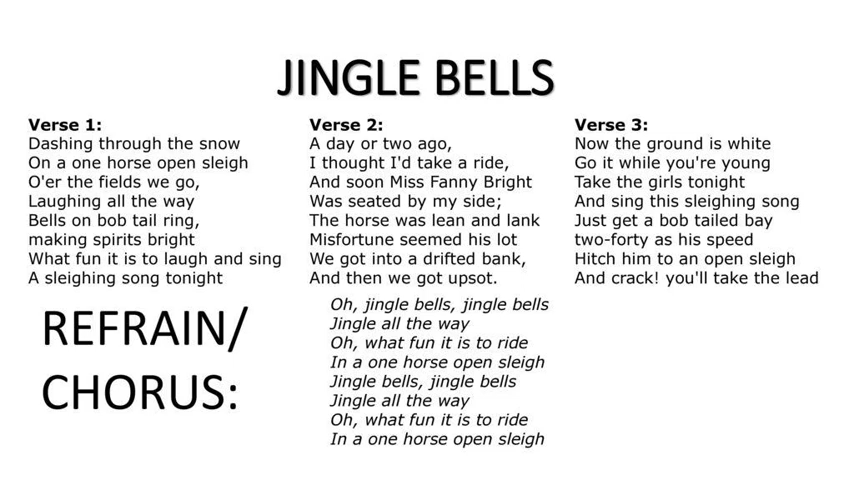 JINGLE BELLS
Verse 1:
Dashing through the snow
On a one horse open sleigh
O'er the fields we go,
Laughing all the way
Bells on bob tail ring,
making spirits bright
What fun it is to laugh and sing
A sleighing song tonight
Verse 2:
A day or two ago,
I thought I'd take a ride,
And soon Miss Fanny Bright
Was seated by my side;
The horse was lean and lank
Misfortune seemed his lot
We got into a drifted bank,
And then we got upsot.
Verse 3:
Now the ground is white
Go it while you're young
Take the girls tonight
And sing this sleighing song
Just get a bob tailed bay
two-forty as his speed
Hitch him to an open sleigh
And crack! you'll take the lead
REFRAIN/
CHORUS:
Oh, jingle bells, jingle bells
Jingle all the way
Oh, what fun it is to ride
In a one horse open sleigh
Jingle bells, jingle bells
Jingle all the way
Oh, what fun it is to ride
In a one horse open sleigh